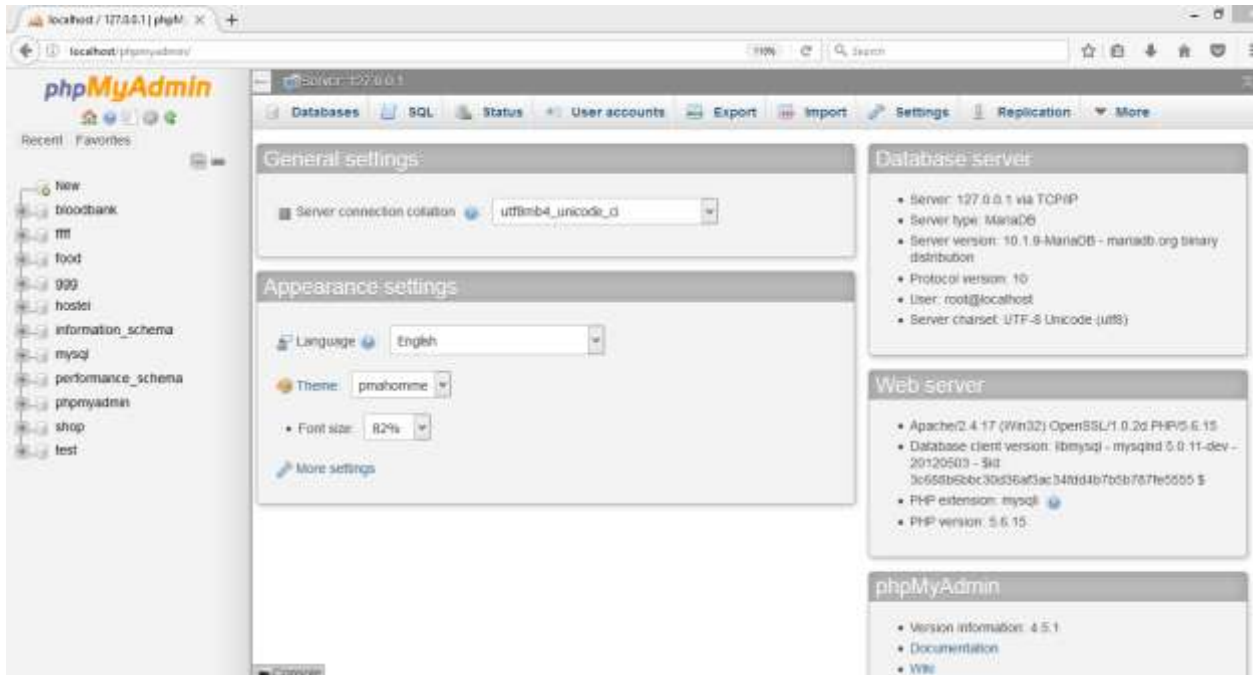 localhost / 127.0.0.1 | phpM
localhost/phpmyadmin/
110%
Search
phpMyAdmin
Recent Favorites
New
bloodbank
ffff
food
ggg
hostel
information_schema
mysql
performance_schema
phpmyadmin
shop
test
Server: 127.0.0.1
Databases SQL Status User accounts Export Import Settings Replication More
General settings
Server connection collation
utf8mb4_unicode_ci
Appearance settings
Language
English
Theme:
pmahomme
Font size:
82%
More settings
Console
Database server
Server: 127.0.0.1 via TCP/IP
Server type: MariaDB
Server version: 10.1.9-MariaDB - mariadb.org binary
distribution
Protocol version: 10
User: root@localhost
Server charset: UTF-8 Unicode (utf8)
Web server
Apache/2.4.17 (Win32) OpenSSL/1.0.2d PHP/5.6.15
Database client version: libmysql - mysqlnd 5.0.11-dev -
20120503 - $Id:
PHP extension: mysqli
PHP version: 5.6.15
phpMyAdmin
Version information: 4.5.1
Documentation
Wiki